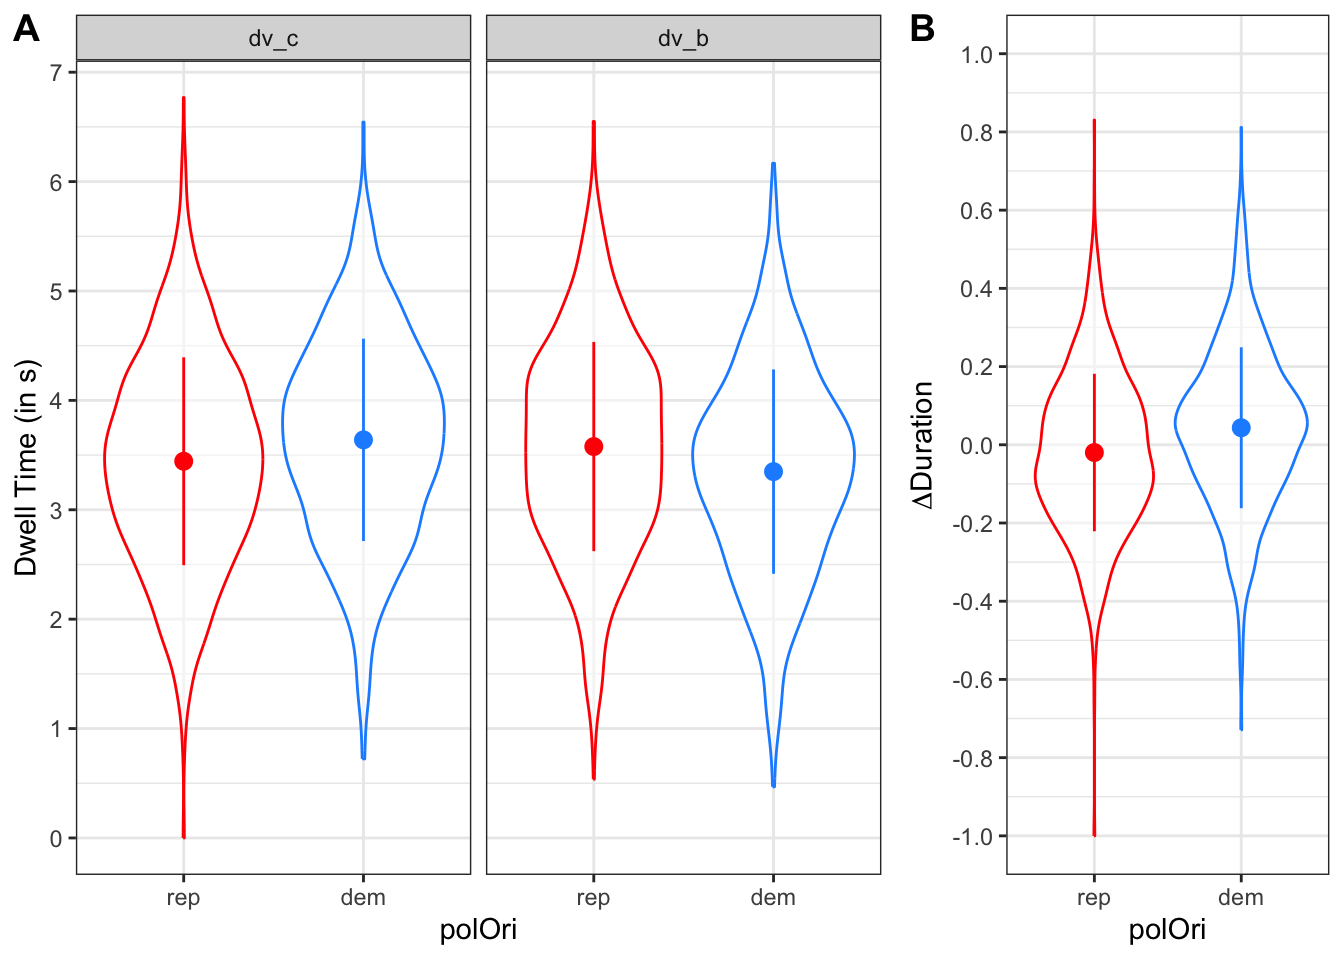 A
dv_c
dv_b
Dwell Time (in s)
7
6
5
4
3
2
1
0
rep
dem
rep
dem
polOri
B
ΔDuration
1.0
0.8
0.6
0.4
0.2
0.0
-0.2
-0.4
-0.6
-0.8
-1.0
rep
dem
polOri